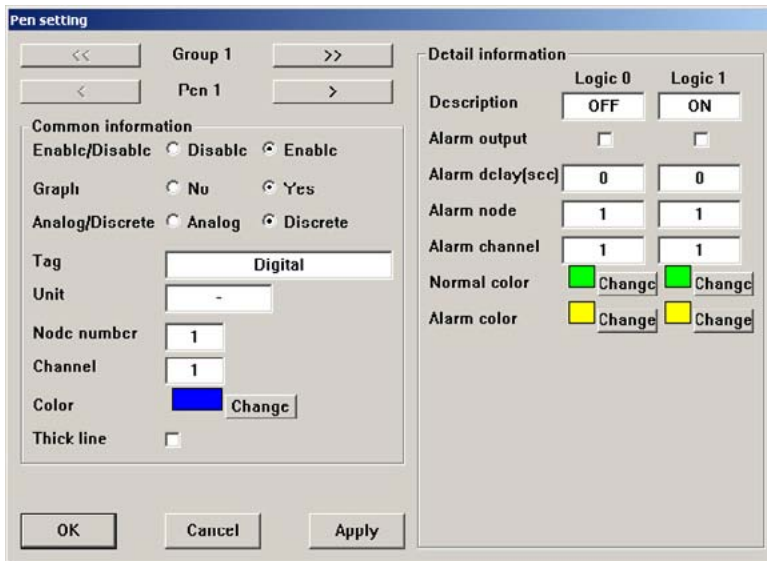 Pen setting
<< Group 1 >>
< Pen 1 >
Common information
Enable/Disable Disable Enable
Graph No Yes
Analog/Discrete Analog Discrete
Tag Digital
Unit -
Node number 1
Channel 1
Color Change
Thick line
OK Cancel Apply
Detail information
Logic 0 Logic 1
Description OFF ON
Alarm output
Alarm delay(sec) 0 0
Alarm node 1 1
Alarm channel 1 1
Normal color Change Change
Alarm color Change Change